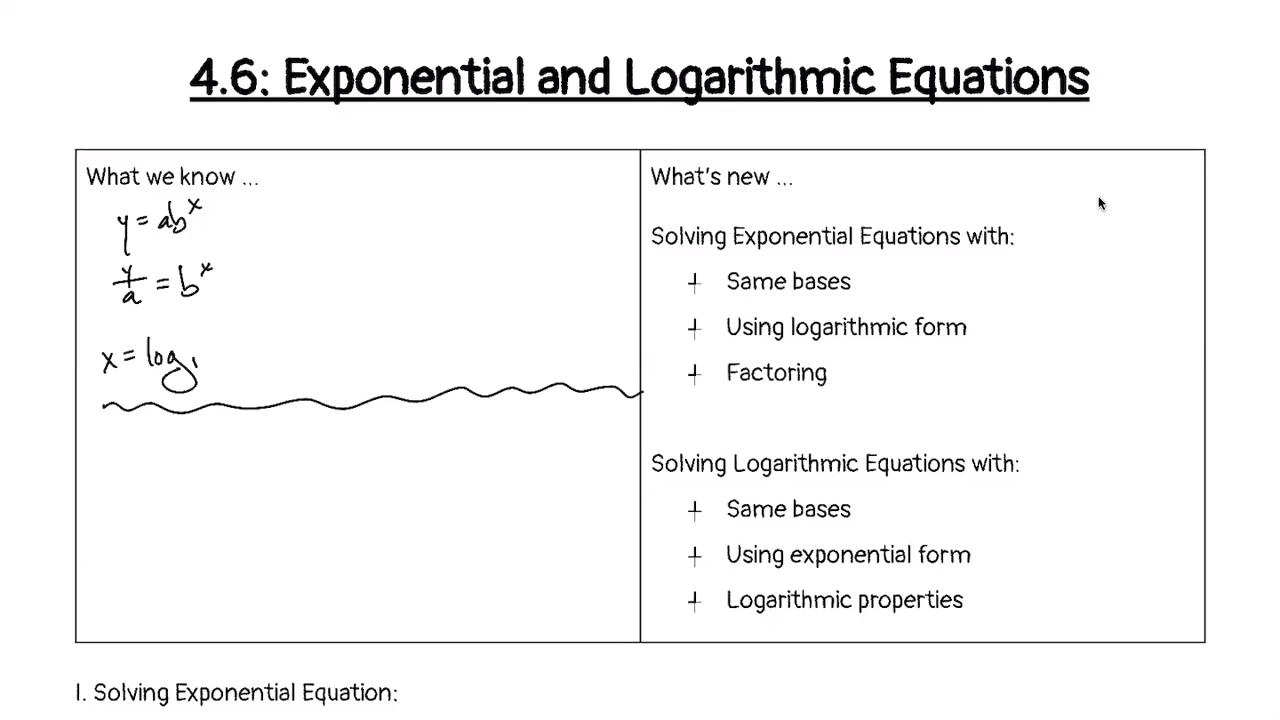 4.6: Exponential and Logarithmic Equations
What we know ...
y = ab^x
y/a = b^x
x = log
What's new ...
Solving Exponential Equations with:
+ Same bases
+ Using logarithmic form
+ Factoring
Solving Logarithmic Equations with:
+ Same bases
+ Using exponential form
+ Logarithmic properties
I. Solving Exponential Equation: